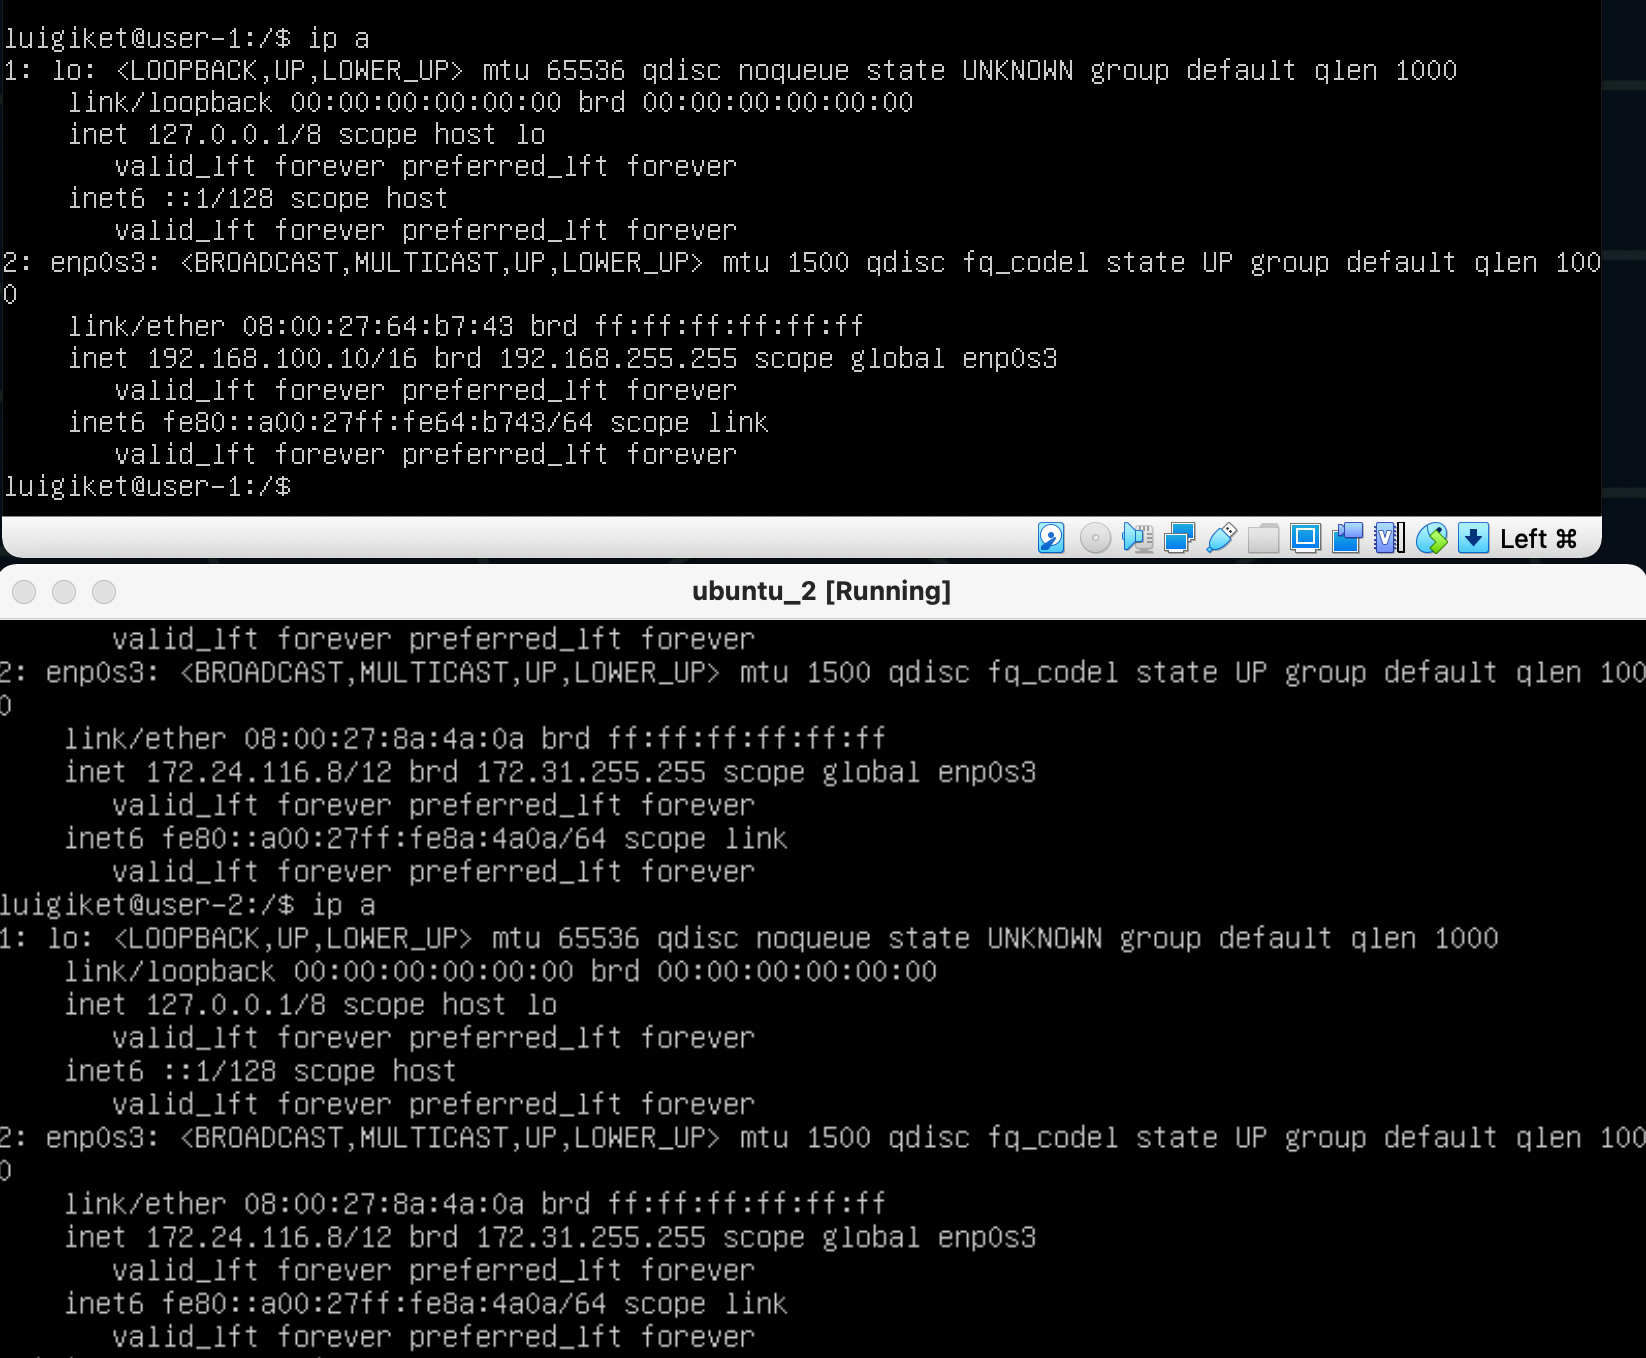 luigiket@user-1:/$ ip a
1: lo: <LOOPBACK,UP,LOWER_UP> mtu 65536 qdisc noqueue state UNKNOWN group default qlen 1000
    link/loopback 00:00:00:00:00:00 brd 00:00:00:00:00:00
    inet 127.0.0.1/8 scope host lo
       valid_lft forever preferred_lft forever
    inet6 ::1/128 scope host
       valid_lft forever preferred_lft forever
2: enp0s3: <BROADCAST,MULTICAST,UP,LOWER_UP> mtu 1500 qdisc fq_codel state UP group default qlen 100
0
    link/ether 08:00:27:64:b7:43 brd ff:ff:ff:ff:ff:ff
    inet 192.168.100.10/16 brd 192.168.255.255 scope global enp0s3
       valid_lft forever preferred_lft forever
    inet6 fe80::a00:27ff:fe64:b743/64 scope link
       valid_lft forever preferred_lft forever
luigiket@user-1:/$
Left ⌘
ubuntu_2 [Running]
       valid_lft forever preferred_lft forever
2: enp0s3: <BROADCAST,MULTICAST,UP,LOWER_UP> mtu 1500 qdisc fq_codel state UP group default qlen 100
0
    link/ether 08:00:27:8a:4a:0a brd ff:ff:ff:ff:ff:ff
    inet 172.24.116.8/12 brd 172.31.255.255 scope global enp0s3
       valid_lft forever preferred_lft forever
    inet6 fe80::a00:27ff:fe8a:4a0a/64 scope link
       valid_lft forever preferred_lft forever
luigiket@user-2:/$ ip a
1: lo: <LOOPBACK,UP,LOWER_UP> mtu 65536 qdisc noqueue state UNKNOWN group default qlen 1000
    link/loopback 00:00:00:00:00:00 brd 00:00:00:00:00:00
    inet 127.0.0.1/8 scope host lo
       valid_lft forever preferred_lft forever
    inet6 ::1/128 scope host
       valid_lft forever preferred_lft forever
2: enp0s3: <BROADCAST,MULTICAST,UP,LOWER_UP> mtu 1500 qdisc fq_codel state UP group default qlen 100
0
    link/ether 08:00:27:8a:4a:0a brd ff:ff:ff:ff:ff:ff
    inet 172.24.116.8/12 brd 172.31.255.255 scope global enp0s3
       valid_lft forever preferred_lft forever
    inet6 fe80::a00:27ff:fe8a:4a0a/64 scope link
       valid_lft forever preferred_lft forever